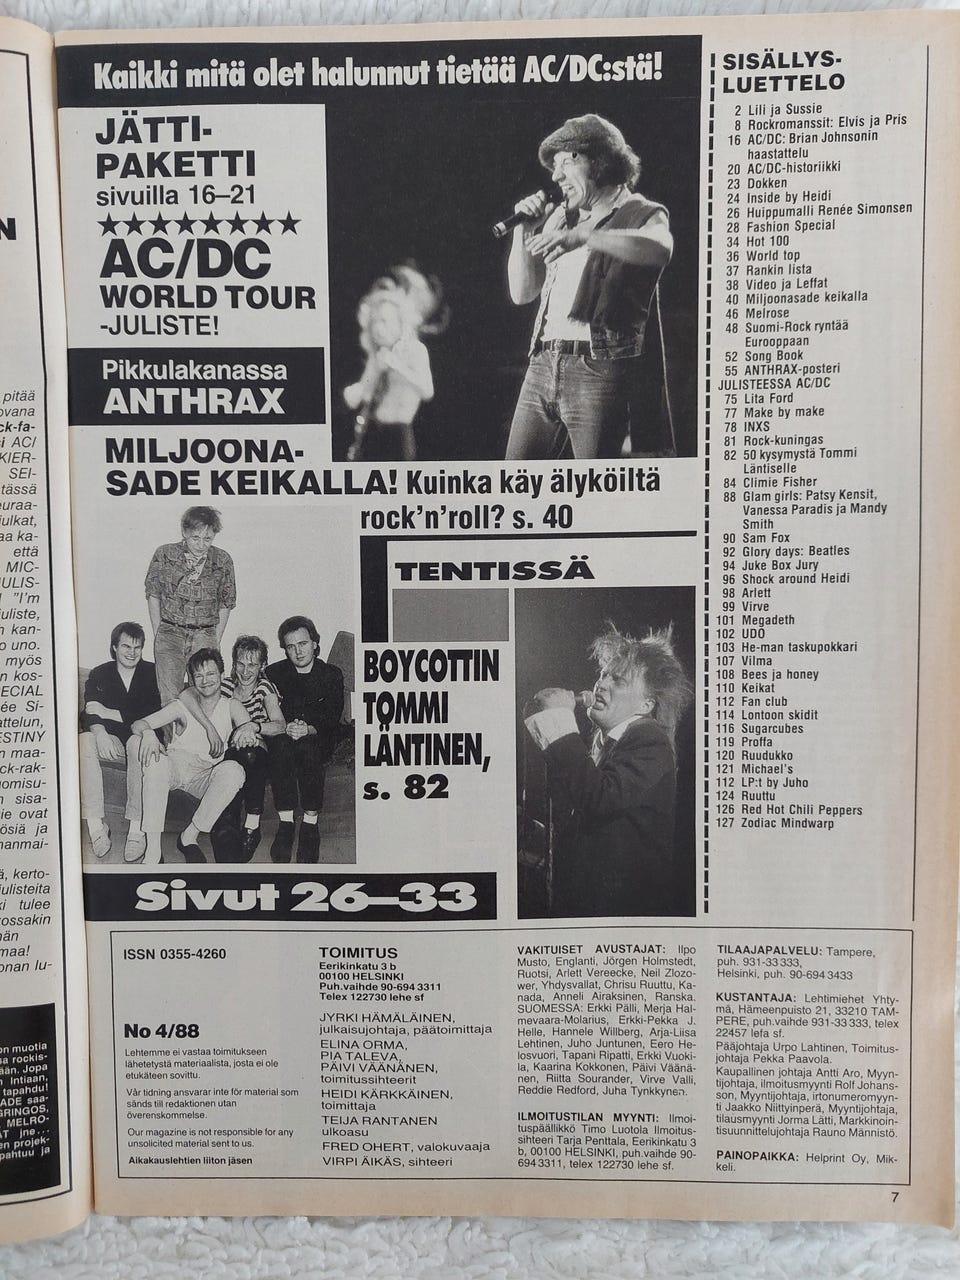 Kaikki mitä olet halunnut tietää AC/DC:stä!
JÄTTI-
PAKETTI
sivuilla 16–21
AC/DC
WORLD TOUR
-JULISTE!
Pikkulakanassa
ANTHRAX
MILJOONA-
SADE KEIKALLA! Kuinka käy älyköiltä
rock'n'roll? s. 40
TENTISSÄ
BOYCOTTIN
TOMMI
LÄNTINEN,
s. 82
Sivut 26–33
SISÄLLYS-
LUETTELO
2 Lili ja Sussie
8 Rockromanssit: Elvis ja Pris
16 AC/DC: Brian Johnsonin
haastattelu
20 AC/DC-historiikki
23 Dokken
24 Inside by Heidi
26 Huippumalli Renée Simonsen
28 Fashion Special
34 Hot 100
36 World top
37 Rankin lista
38 Video ja Leffat
40 Miljoonasade keikalla
46 Melrose
48 Suomi-Rock ryntää
Eurooppaan
52 Song Book
55 ANTHRAX-posteri
JULISTEESSA AC/DC
75 Lita Ford
77 Make by make
78 INXS
81 Rock-kuningas
82 50 kysymystä Tommi
Läntiselle
84 Climie Fisher
88 Glam girls: Patsy Kensit,
Vanessa Paradis ja Mandy
Smith
90 Sam Fox
92 Glory days: Beatles
94 Juke Box Jury
96 Shock around Heidi
98 Arlett
99 Virve
101 Megadeth
102 UDO
103 He-man taskupokkari
107 Vilma
108 Bees ja honey
110 Keikat
112 Fan club
114 Lontoon skidit
116 Sugarcubes
119 Proffa
120 Ruudukko
121 Michael's
112 LP:t by Juho
124 Ruuttu
126 Red Hot Chili Peppers
127 Zodiac Mindwarp
ISSN 0355-4260
No 4/88
Lehtemme ei vastaa toimitukseen
lähetetystä materiaalista, josta ei ole
etukäteen sovittu.
Vår tidning ansvarar inte för material som
sänds till redaktionen utan
överenskommelse.
Our magazine is not responsible for any
unsolicited material sent to us.
Aikakauslehtien liiton jäsen
TOIMITUS
Eerikinkatu 3 b
00100 HELSINKI
Puh.vaihde 90-694 3311
Telex 122730 lehe sf
JYRKI HÄMÄLÄINEN,
julkaisujohtaja, päätoimittaja
ELINA ORMA,
PIA TALEVA,
PÄIVI VÄÄNÄNEN,
toimitussihteerit
HEIDI KÄRKKÄINEN,
toimittaja
TEIJA RANTANEN
ulkoasu
FRED OHERT, valokuvaaja
VIRPI ÄIKÄS, sihteeri
VAKITUISET AVUSTAJAT: Ilpo
Musto, Englanti, Jörgen Holmstedt,
Ruotsi, Arlett Vereecke, Neil Zlozo-
wer, Yhdysvallat, Chrisu Ruuttu, Ka-
nada, Anneli Airaksinen, Ranska.
SUOMESSA: Erkki Pälli, Merja Hal-
mevaara-Molarius, Erkki-Pekka J.
Helle, Hannele Willberg, Arja-Liisa
Lehtinen, Juho Juntunen, Eero He-
losvuori, Tapani Ripatti, Erkki Vuoki-
la, Kaarina Kokkonen, Päivi Väänä-
nen, Riitta Sourander, Virve Valli,
Reddie Redford, Juha Tynkkynen.
ILMOITUSTILAN MYYNTI: Ilmoi-
tuspäällikkö Timo Luotola Ilmoitus-
sihteeri Tarja Penttala, Eerikinkatu 3
b, 00100 HELSINKI, puh.vaihde 90-
694 3311, telex 122730 lehe sf.
TILAAJAPALVELU: Tampere,
puh. 931-33 333,
Helsinki, puh. 90-694 3433
KUSTANTAJA: Lehtimiehet Yhty-
mä, Hämeenpuisto 21, 33210 TAM-
PERE, puh.vaihde 931-33 333, telex
22457 lefa sf.
Pääjohtaja Urpo Lahtinen, Toimitus-
johtaja Pekka Paavola.
Kaupallinen johtaja Antti Aro, Myyn-
tijohtaja, ilmoitusmyynti Rolf Johans-
son, Myyntijohtaja, irtonumeromyyn-
ti Jaakko Niittyinperä, Myyntijohtaja,
tilausmyynti Jorma Lätti, Markkinoin-
tisuunnittelujohtaja Rauno Männistö.
PAINOPAIKKA: Helprint Oy, Mik-
keli.
7